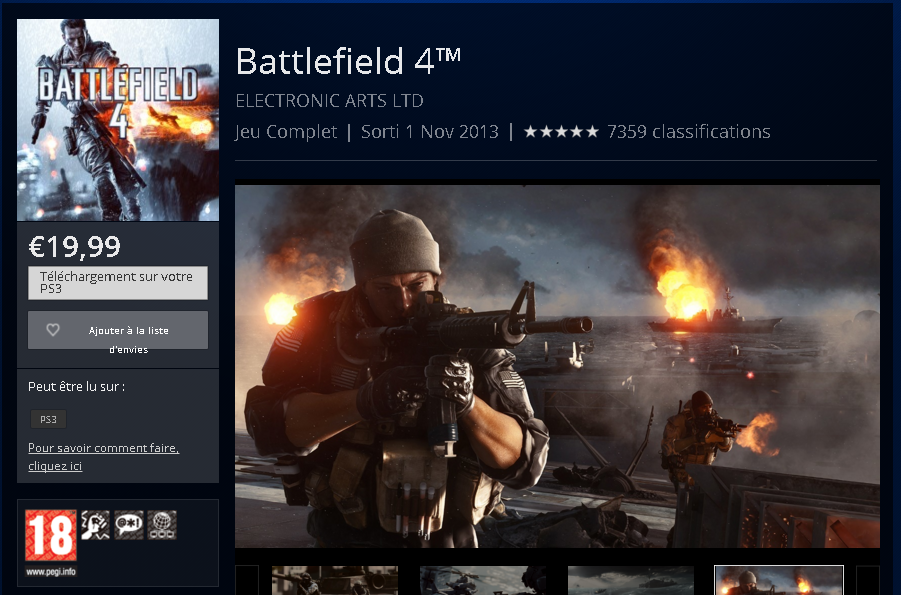 BATTLEFIELD
4
Battlefield 4™
ELECTRONIC ARTS LTD
Jeu Complet | Sorti 1 Nov 2013 | ★★★★★ 7359 classifications
€19,99
Téléchargement sur votre
PS3
Ajouter à la liste
d'envies
Peut être lu sur :
PS3
Pour savoir comment faire,
cliquez ici
18
@*!
www.pegi.info